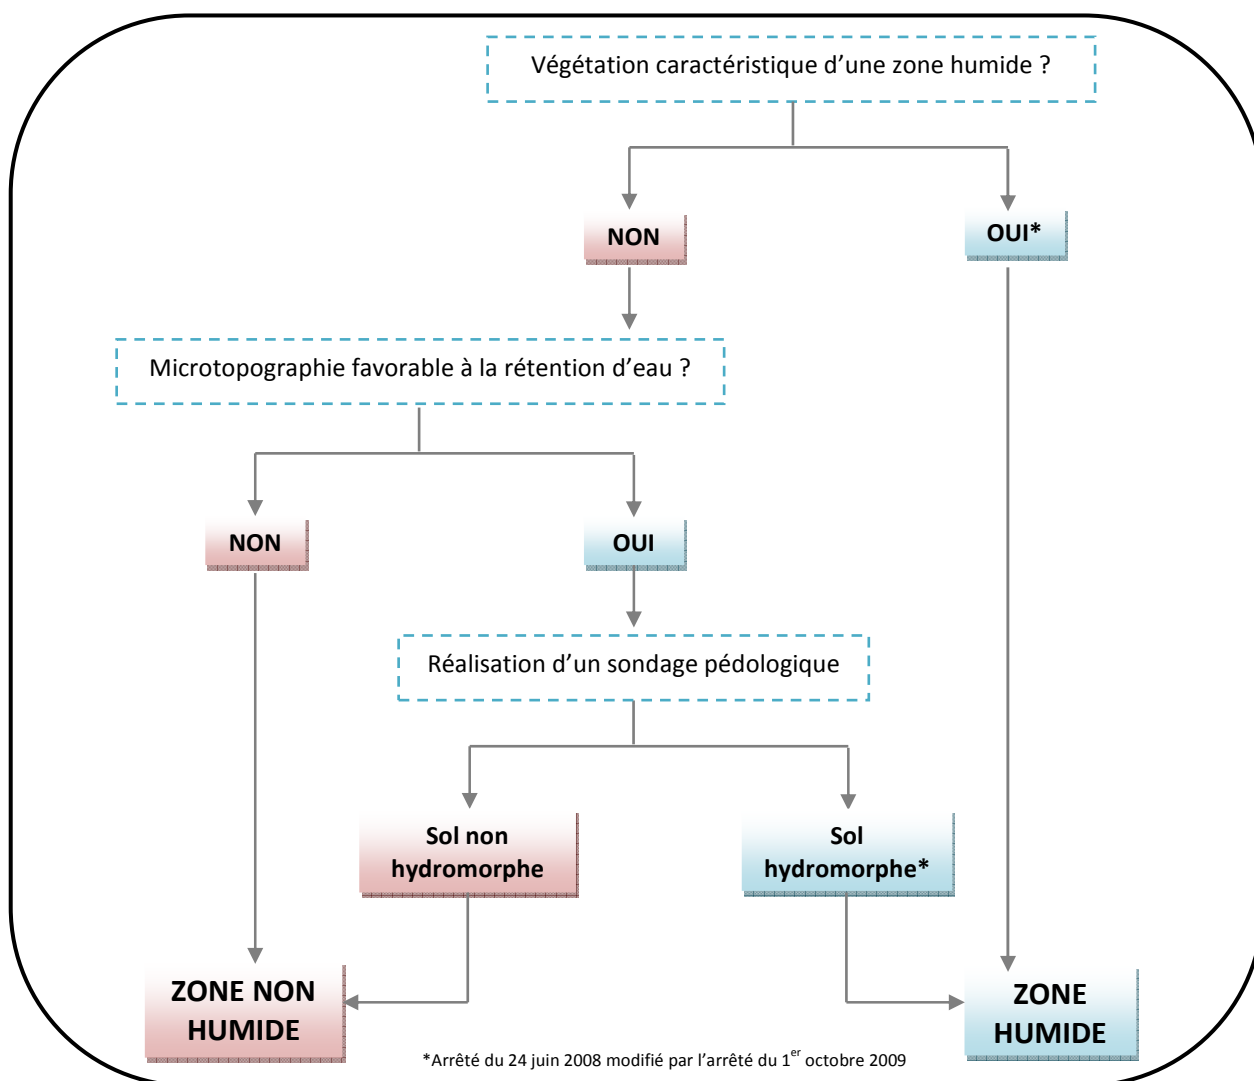 Végétation caractéristique d’une zone humide ?
NON
OUI*
Microtopographie favorable à la rétention d’eau ?
NON
OUI
Réalisation d’un sondage pédologique
Sol non
hydromorphe
Sol
hydromorphe*
ZONE NON
HUMIDE
ZONE
HUMIDE
*Arrêté du 24 juin 2008 modifié par l’arrêté du 1er octobre 2009